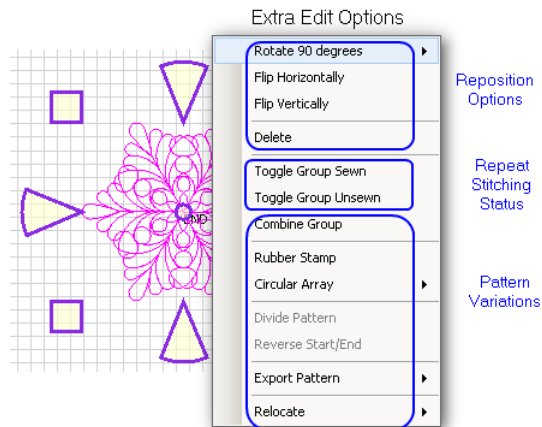 Extra Edit Options
Rotate 90 degrees
Flip Horizontally
Flip Vertically
Delete
Reposition
Options
Toggle Group Sewn
Toggle Group Unsewn
Repeat
Stitching
Status
Combine Group
Rubber Stamp
Circular Array
Divide Pattern
Reverse Start/End
Export Pattern
Relocate
Pattern
Variations
END